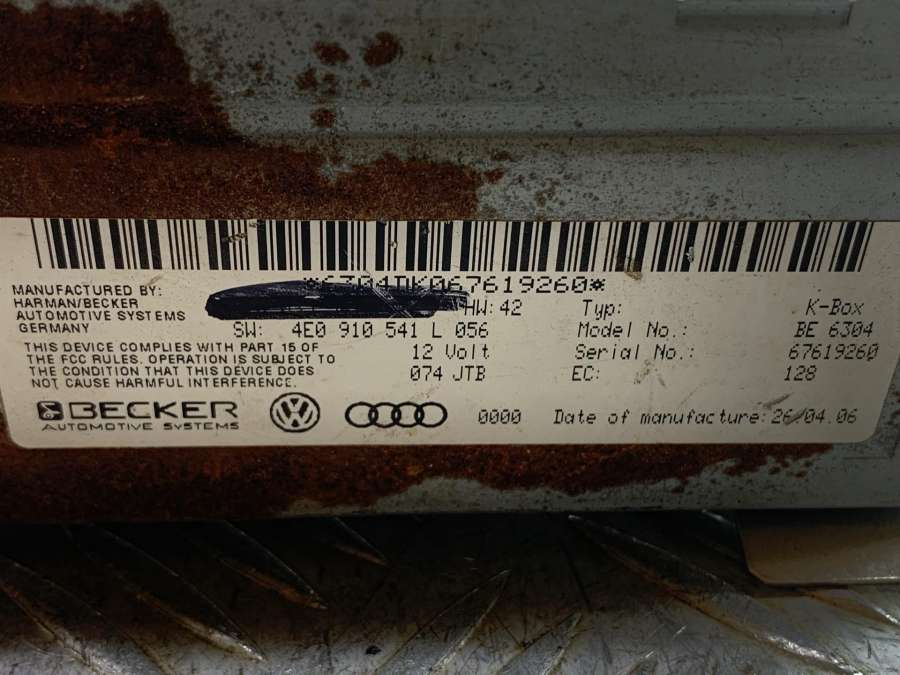 *6304DK067619260*
MANUFACTURED BY:
HARMAN/BECKER
AUTOMOTIVE SYSTEMS
GERMANY
HW: 42
SW: 4E0 910 541 L 056
12 Volt
074 JTB
Typ: K-Box
Model No.: BE 6304
Serial No.: 67619260
EC: 128
THIS DEVICE COMPLIES WITH PART 15 OF
THE FCC RULES. OPERATION IS SUBJECT TO
THE CONDITION THAT THIS DEVICE DOES
NOT CAUSE HARMFUL INTERFERENCE.
BECKER
AUTOMOTIVE SYSTEMS
0000
Date of manufacture: 26/04.06